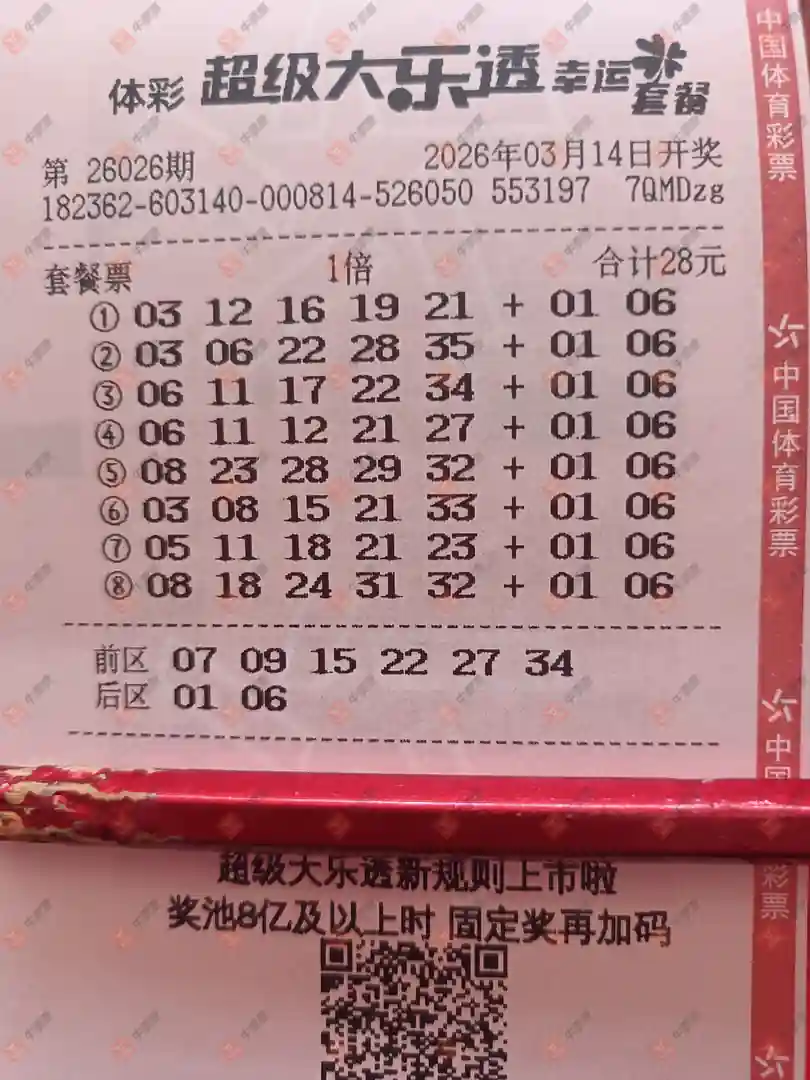 体彩 超级大乐透 幸运 套餐
第 26026期 2026年03月14日开奖
182362-603140-000814-526050 553197 7QMDzg
套餐票 1倍 合计28元
① 03 12 16 19 21 + 01 06
② 03 06 22 28 35 + 01 06
③ 06 11 17 22 34 + 01 06
④ 06 11 12 21 27 + 01 06
⑤ 08 23 28 29 32 + 01 06
⑥ 03 08 15 21 33 + 01 06
⑦ 05 11 18 21 23 + 01 06
⑧ 08 18 24 31 32 + 01 06
前区 07 09 15 22 27 34
后区 01 06
超级大乐透新规则上市啦
奖池8亿及以上时 固定奖再加码
中国体育彩票
中国体育彩票
中国
彩票